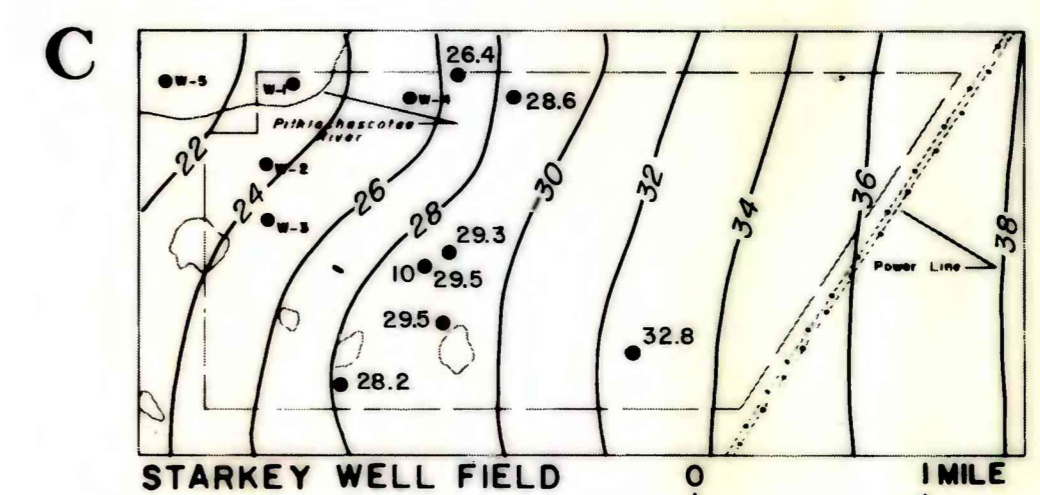 C
26.4
W-5
W-1
W-4
28.6
Pithlachascotee
River
22
W-2
24
26
28
30
32
34
36
38
W-3
29.3
10
29.5
Power Line
29.5
32.8
28.2
STARKEY WELL FIELD
0
1 MILE